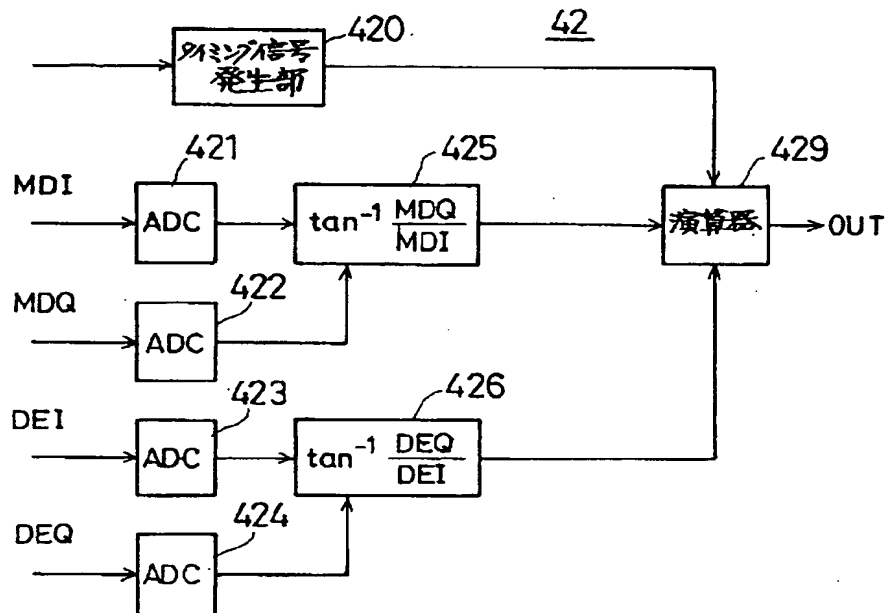 420
42
タイミング信号
発生部
421
425
429
MDI
ADC
tan⁻¹ MDQ
MDI
演算器
OUT
MDQ
422
ADC
DEI
423
426
ADC
tan⁻¹ DEQ
DEI
DEQ
424
ADC